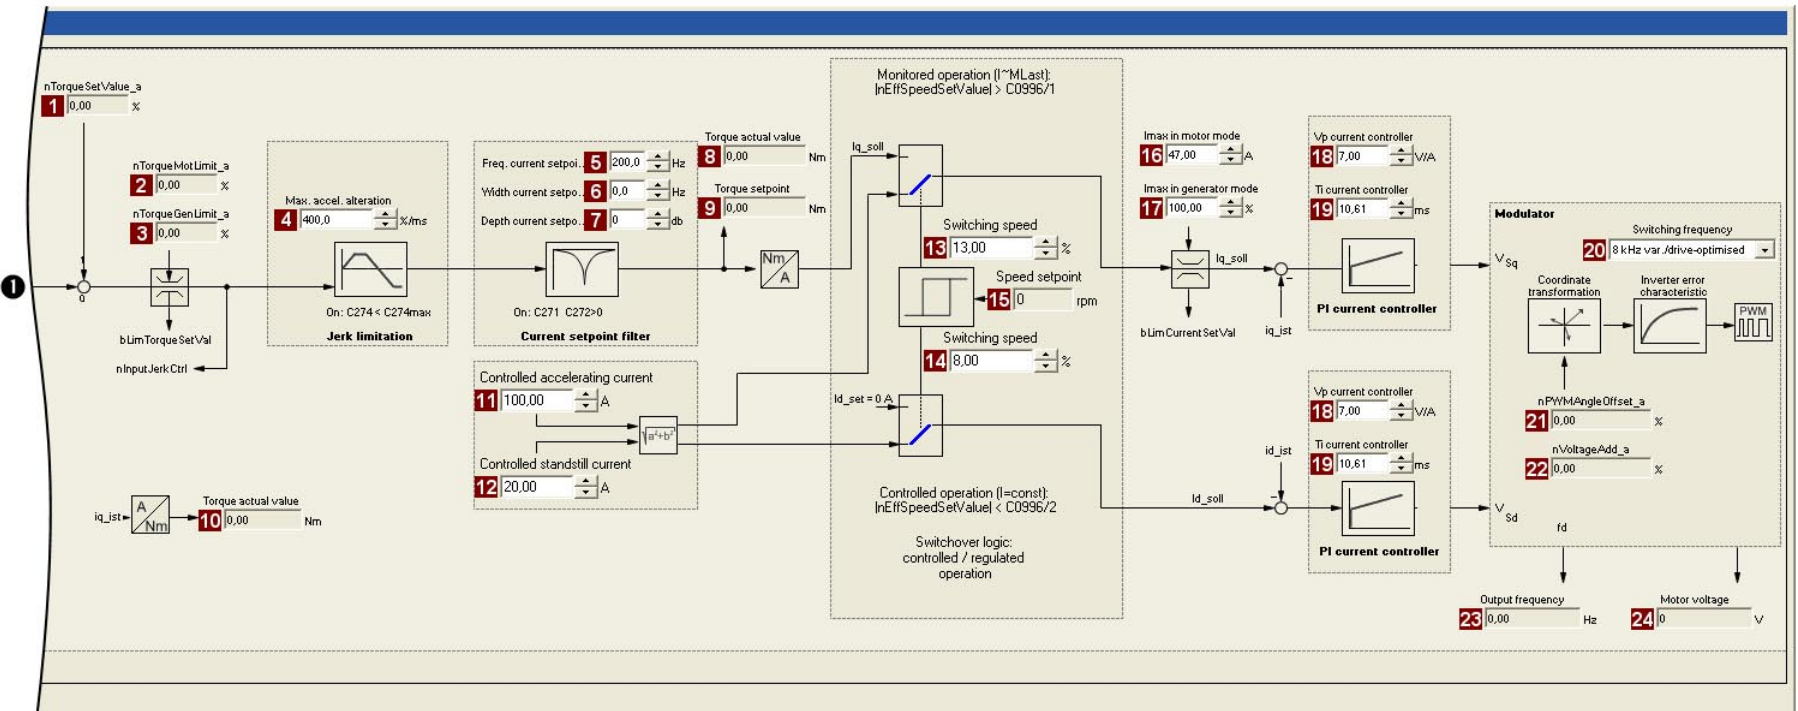 nTorqueSetValue_a
1 0,00 %
1
0
❶
nTorqueMotLimit_a
2 0,00 %
nTorqueGenLimit_a
3 0,00 %
bLimTorqueSetVal
nInputJerkCtrl
Max. accel. alteration
4 400,0 %/ms
On: C274 < C274max
Jerk limitation
Freq. current setpoi...
5 200,0 Hz
Width current setpo...
6 0,0 Hz
Depth current setpo...
7 0 db
On: C271 C272>0
Current setpoint filter
Torque actual value
8 0,00 Nm
Torque setpoint
9 0,00 Nm
Nm
A
Controlled accelerating current
11 100,00 A
√a²+b²
Controlled standstill current
12 20,00 A
iq_ist
A
Nm
Torque actual value
10 0,00 Nm
Monitored operation (I~MLast):
|nEffSpeedSetValue| > C0996/1
Iq_soll
Switching speed
13 13,00 %
Speed setpoint
15 0 rpm
Switching speed
14 8,00 %
Id_set = 0 A
Controlled operation (I=const):
|nEffSpeedSetValue| < C0996/2
Switchover logic:
controlled / regulated
operation
Imax in motor mode
16 47,00 A
Imax in generator mode
17 100,00 %
Iq_soll
bLimCurrentSetVal
-
iq_ist
Vp current controller
18 7,00 V/A
Ti current controller
19 10,61 ms
PI current controller
Vp current controller
18 7,00 V/A
Ti current controller
19 10,61 ms
PI current controller
id_ist
-
Id_soll
Modulator
Switching frequency
20 8 kHz var./drive-optimised
VSq
Coordinate
transformation
Inverter error
characteristic
PWM
nPWMAngleOffset_a
21 0,00 %
nVoltageAdd_a
22 0,00 %
VSd
fd
Output frequency
23 0,00 Hz
Motor voltage
24 0 V